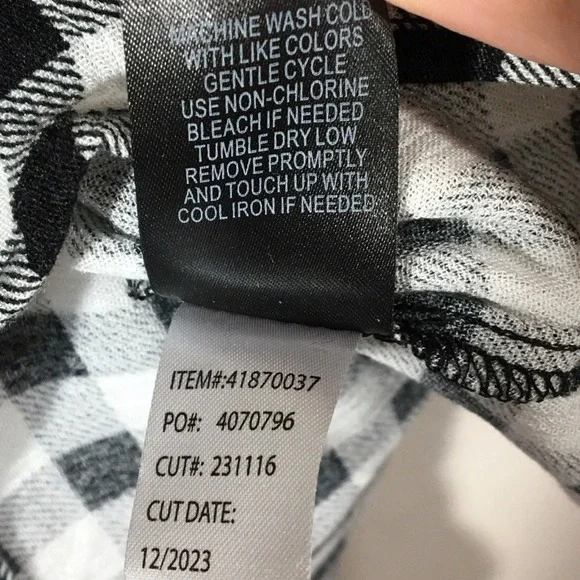 MACHINE WASH COLD
WITH LIKE COLORS
GENTLE CYCLE
USE NON-CHLORINE
BLEACH IF NEEDED
TUMBLE DRY LOW
REMOVE PROMPTLY
AND TOUCH UP WITH
COOL IRON IF NEEDED
ITEM#:41870037
PO#: 4070796
CUT#: 231116
CUT DATE:
12/2023